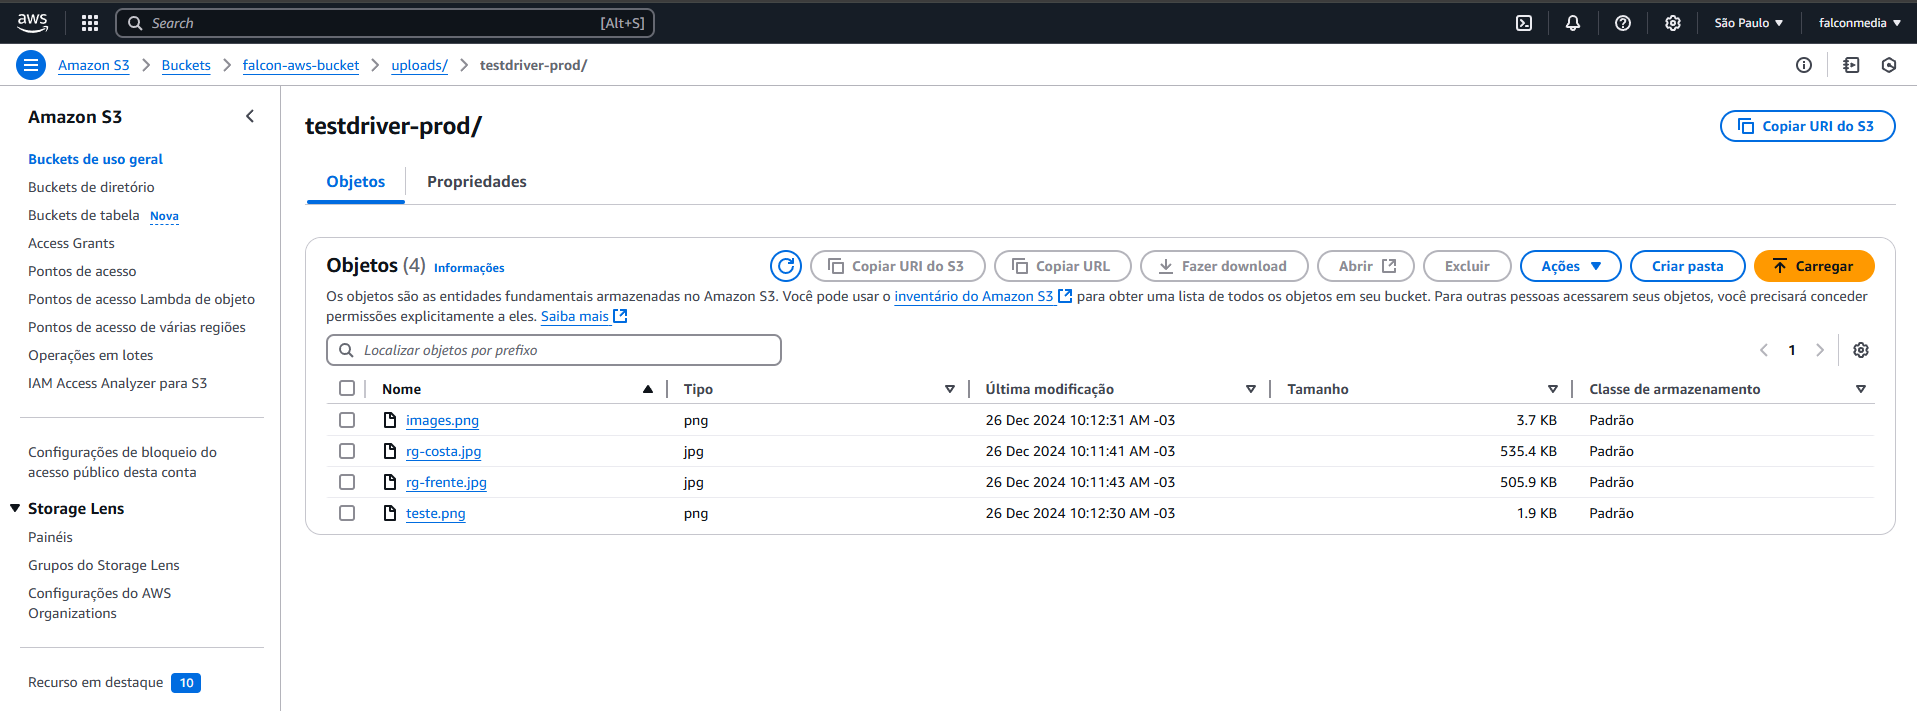 aws
Search [Alt+S]
São Paulo falconmedia
Amazon S3 Buckets falcon-aws-bucket uploads/ testdriver-prod/
Amazon S3
Buckets de uso geral
Buckets de diretório
Buckets de tabela Nova
Access Grants
Pontos de acesso
Pontos de acesso Lambda de objeto
Pontos de acesso de várias regiões
Operações em lotes
IAM Access Analyzer para S3
Configurações de bloqueio do
acesso público desta conta
Storage Lens
Painéis
Grupos do Storage Lens
Configurações do AWS
Organizations
Recurso em destaque 10
testdriver-prod/
Copiar URI do S3
Objetos Propriedades
Objetos (4) Informações
Copiar URI do S3 Copiar URL Fazer download Abrir Excluir Ações Criar pasta Carregar
Os objetos são as entidades fundamentais armazenadas no Amazon S3. Você pode usar o inventário do Amazon S3 para obter uma lista de todos os objetos em seu bucket. Para outras pessoas acessarem seus objetos, você precisará conceder
permissões explicitamente a eles. Saiba mais
Localizar objetos por prefixo
1
Nome Tipo Última modificação Tamanho Classe de armazenamento
images.png png 26 Dec 2024 10:12:31 AM -03 3.7 KB Padrão
rg-costa.jpg jpg 26 Dec 2024 10:11:41 AM -03 535.4 KB Padrão
rg-frente.jpg jpg 26 Dec 2024 10:11:43 AM -03 505.9 KB Padrão
teste.png png 26 Dec 2024 10:12:30 AM -03 1.9 KB Padrão